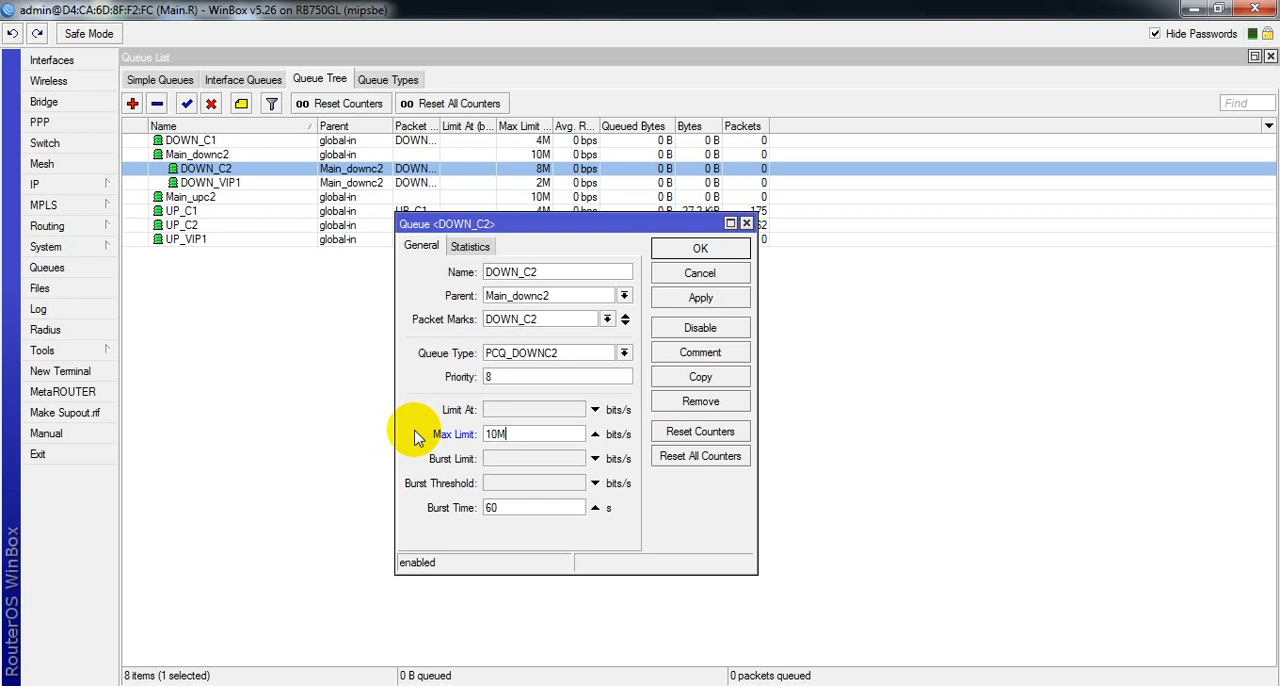 admin@D4:CA:6D:8F:F2:FC (Main.R) - WinBox v5.26 on RB750GL (mipsbe)
Safe Mode
Hide Passwords
Interfaces
Wireless
Bridge
PPP
Switch
Mesh
IP
MPLS
Routing
System
Queues
Files
Log
Radius
Tools
New Terminal
MetaROUTER
Make Supout.rif
Manual
Exit
RouterOS WinBox
Queue List
Simple Queues Interface Queues Queue Tree Queue Types
00 Reset Counters 00 Reset All Counters
Find
Name Parent Packet ... Limit At (b... Max Limit ... Avg. R... Queued Bytes Bytes Packets
DOWN_C1 global-in DOWN... 4M 0 bps 0 B 0 B 0
Main_downc2 global-in 10M 0 bps 0 B 0 B 0
DOWN_C2 Main_downc2 DOWN... 8M 0 bps 0 B 0 B 0
DOWN_VIP1 Main_downc2 DOWN... 2M 0 bps 0 B 0 B 0
Main_upc2 global-in 10M 0 bps 0 B 0 B 0
UP_C1 global-in UP_C1 4M 0 bps 0 B 27.2 KiB 175
UP_C2 global-in
UP_VIP1 global-in 0
Queue <DOWN_C2>
General Statistics
Name: DOWN_C2
Parent: Main_downc2
Packet Marks: DOWN_C2
Queue Type: PCQ_DOWNC2
Priority: 8
Limit At: bits/s
Max Limit: 10M bits/s
Burst Limit: bits/s
Burst Threshold: bits/s
Burst Time: 60 s
OK
Cancel
Apply
Disable
Comment
Copy
Remove
Reset Counters
Reset All Counters
enabled
8 items (1 selected) 0 B queued 0 packets queued